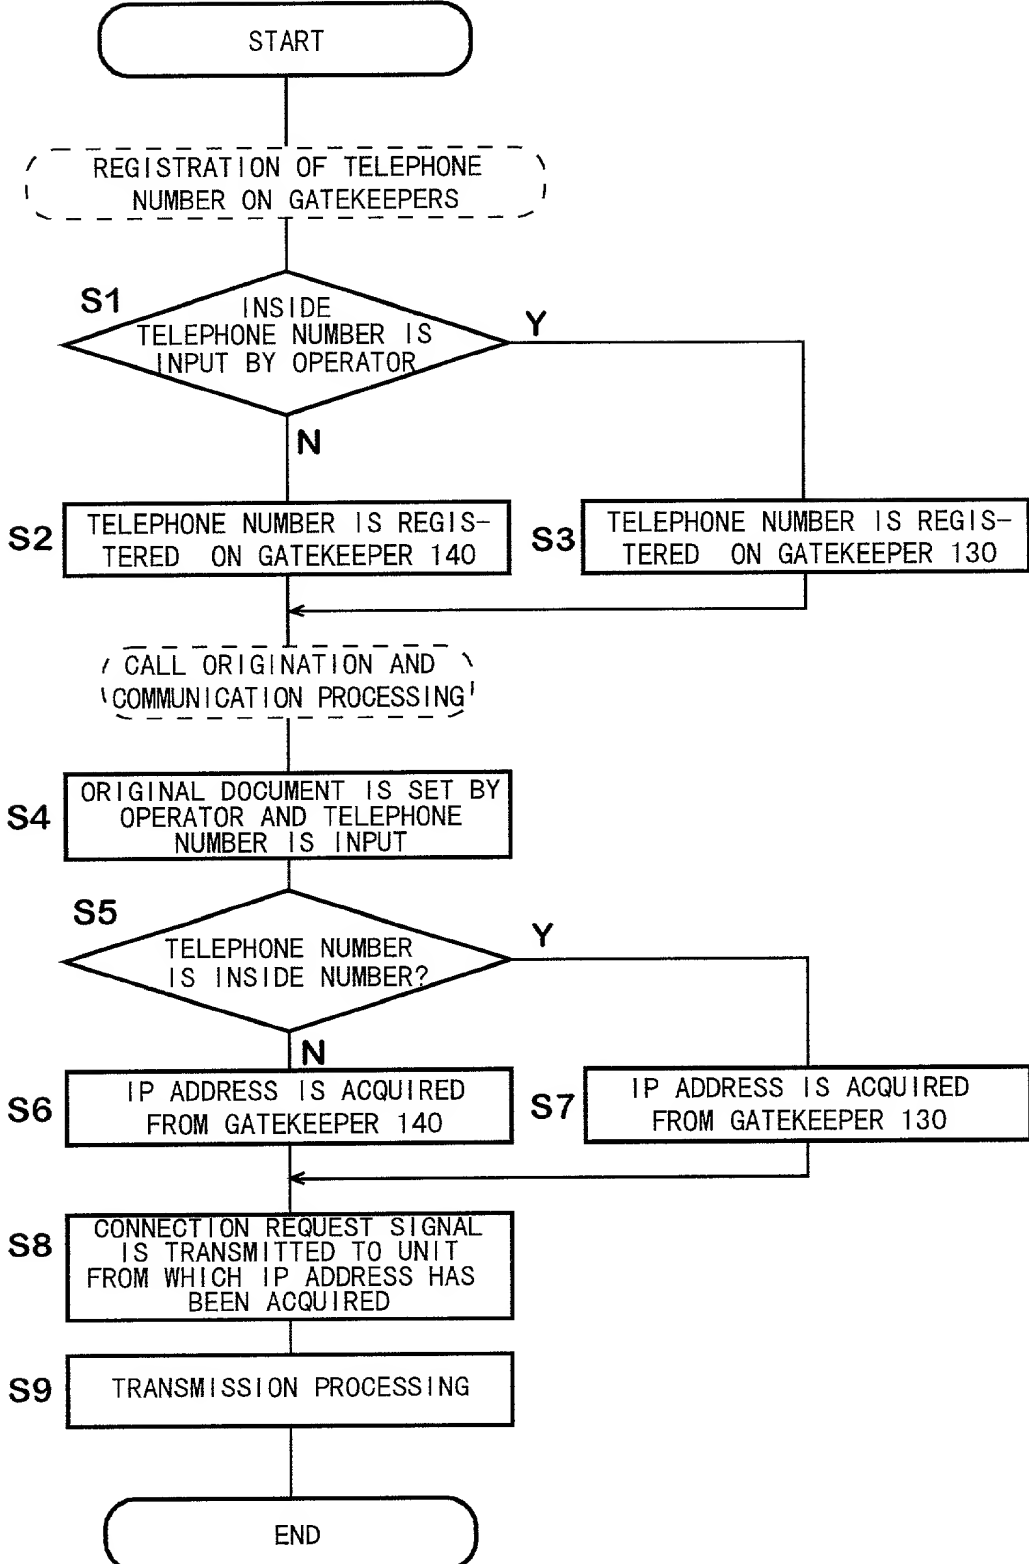 START
REGISTRATION OF TELEPHONE
NUMBER ON GATEKEEPERS
S1
INSIDE
TELEPHONE NUMBER IS
INPUT BY OPERATOR
Y
N
S2
TELEPHONE NUMBER IS REGIS-
TERED ON GATEKEEPER 140
S3
TELEPHONE NUMBER IS REGIS-
TERED ON GATEKEEPER 130
CALL ORIGINATION AND
COMMUNICATION PROCESSING
S4
ORIGINAL DOCUMENT IS SET BY
OPERATOR AND TELEPHONE
NUMBER IS INPUT
S5
TELEPHONE NUMBER
IS INSIDE NUMBER?
Y
N
S6
IP ADDRESS IS ACQUIRED
FROM GATEKEEPER 140
S7
IP ADDRESS IS ACQUIRED
FROM GATEKEEPER 130
S8
CONNECTION REQUEST SIGNAL
IS TRANSMITTED TO UNIT
FROM WHICH IP ADDRESS HAS
BEEN ACQUIRED
S9
TRANSMISSION PROCESSING
END